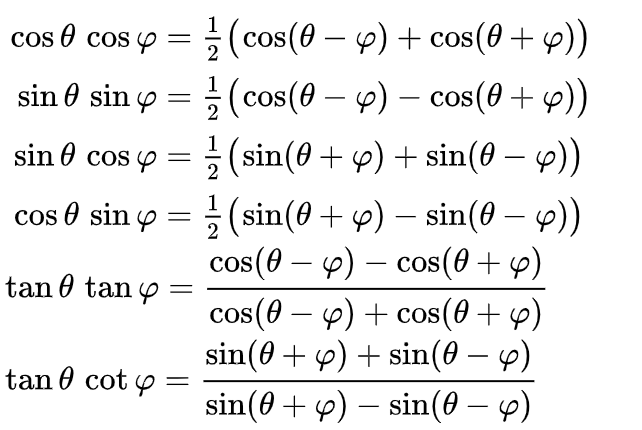 cos θ cos φ = ½(cos(θ − φ) + cos(θ + φ))
sin θ sin φ = ½(cos(θ − φ) − cos(θ + φ))
sin θ cos φ = ½(sin(θ + φ) + sin(θ − φ))
cos θ sin φ = ½(sin(θ + φ) − sin(θ − φ))
tan θ tan φ = (cos(θ − φ) − cos(θ + φ)) / (cos(θ − φ) + cos(θ + φ))
tan θ cot φ = (sin(θ + φ) + sin(θ − φ)) / (sin(θ + φ) − sin(θ − φ))